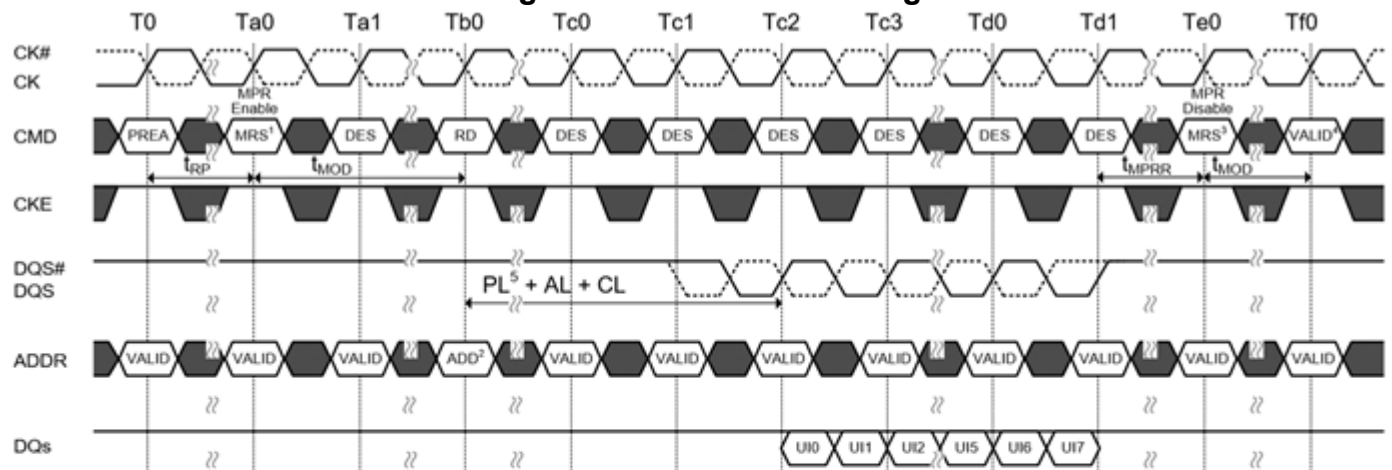 T0 Ta0 Ta1 Tb0 Tc0 Tc1 Tc2 Tc3 Td0 Td1 Te0 Tf0
CK#
CK
MPR Enable MPR Disable
CMD PREA MRS1 DES RD DES DES DES DES DES DES MRS3 VALID4
tRP tMOD tMPRR tMOD
CKE
DQS#
DQS
PL5 + AL + CL
ADDR VALID VALID VALID ADD2 VALID VALID VALID VALID VALID VALID VALID VALID
DQs UI0 UI1 UI2 UI5 UI6 UI7